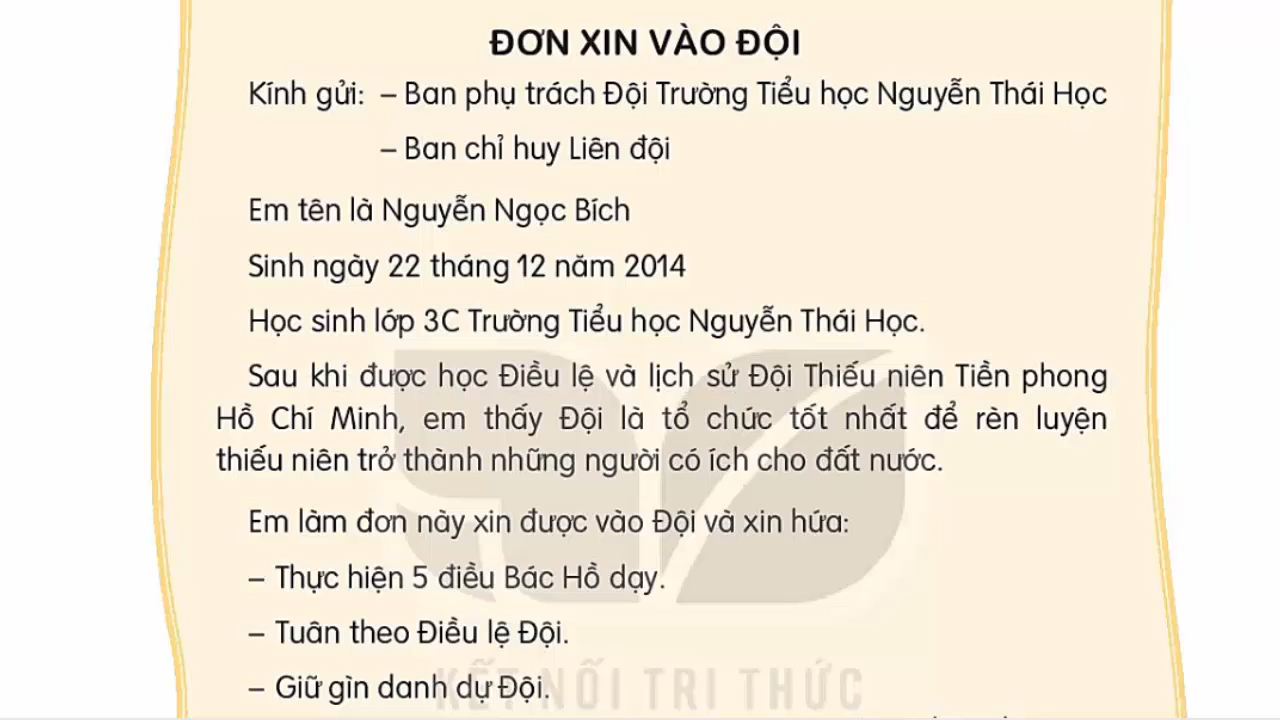 ĐƠN XIN VÀO ĐỘI
Kính gửi: – Ban phụ trách Đội Trường Tiểu học Nguyễn Thái Học
– Ban chỉ huy Liên đội
Em tên là Nguyễn Ngọc Bích
Sinh ngày 22 tháng 12 năm 2014
Học sinh lớp 3C Trường Tiểu học Nguyễn Thái Học.
Sau khi được học Điều lệ và lịch sử Đội Thiếu niên Tiền phong
Hồ Chí Minh, em thấy Đội là tổ chức tốt nhất để rèn luyện
thiếu niên trở thành những người có ích cho đất nước.
Em làm đơn này xin được vào Đội và xin hứa:
– Thực hiện 5 điều Bác Hồ dạy.
– Tuân theo Điều lệ Đội.
– Giữ gìn danh dự Đội.
KẾT NỐI TRI THỨC